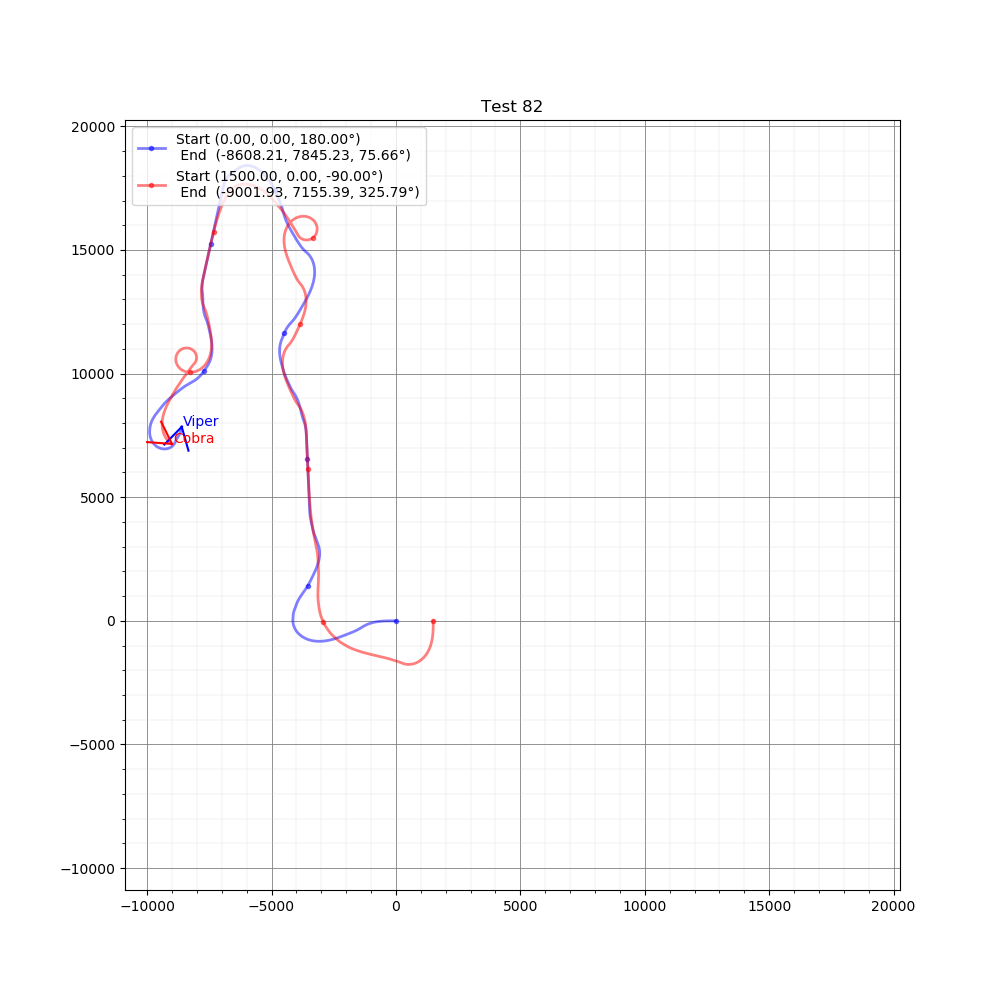 Test 82
Start (0.00, 0.00, 180.00°)
End  (-8608.21, 7845.23, 75.66°)
Start (1500.00, 0.00, -90.00°)
End  (-9001.93, 7155.39, 325.79°)
20000
15000
10000
5000
0
−5000
−10000
Viper
Cobra
−10000
−5000
0
5000
10000
15000
20000